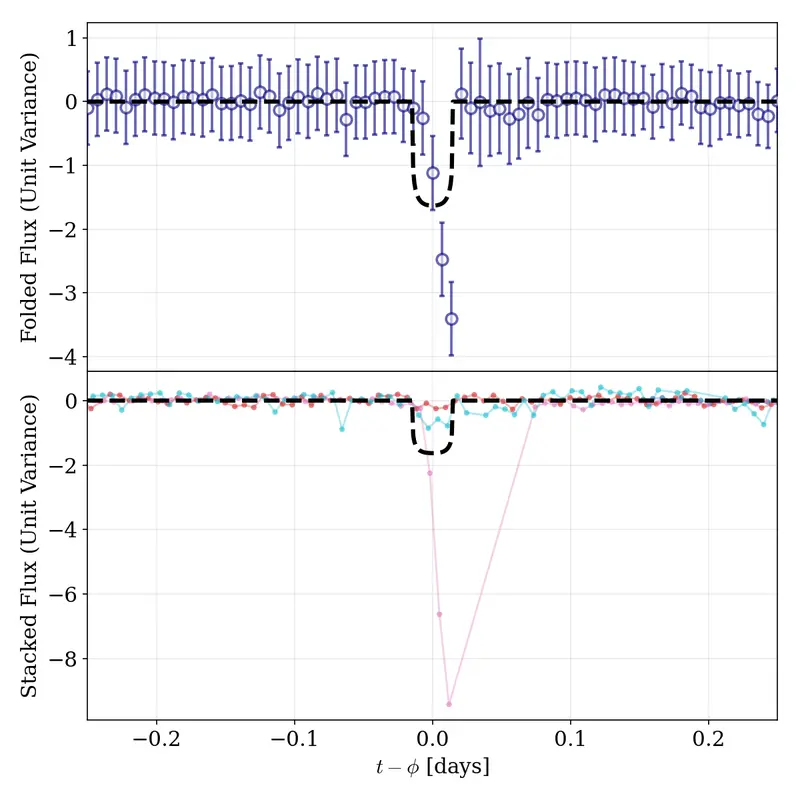 Folded Flux (Unit Variance)
1
0
−1
−2
−3
−4
Stacked Flux (Unit Variance)
0
−2
−4
−6
−8
−0.2 −0.1 0.0 0.1 0.2
t − ϕ [days]